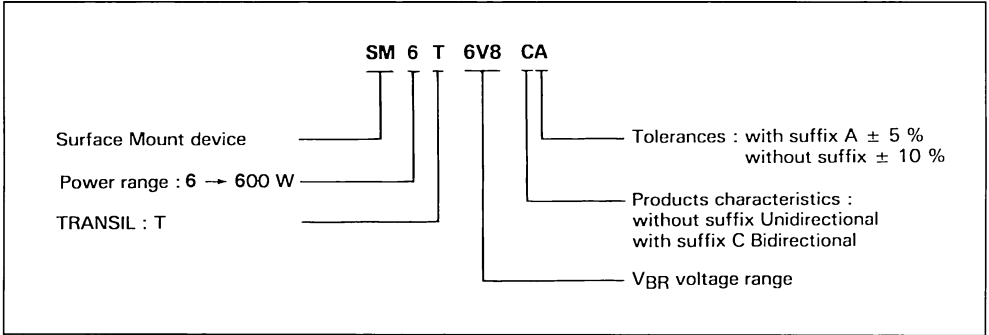 SM 6 T 6V8 CA
Surface Mount device
Power range : 6 → 600 W
TRANSIL : T
Tolerances : with suffix A ± 5 %
without suffix ± 10 %
Products characteristics :
without suffix Unidirectional
with suffix C Bidirectional
VBR voltage range